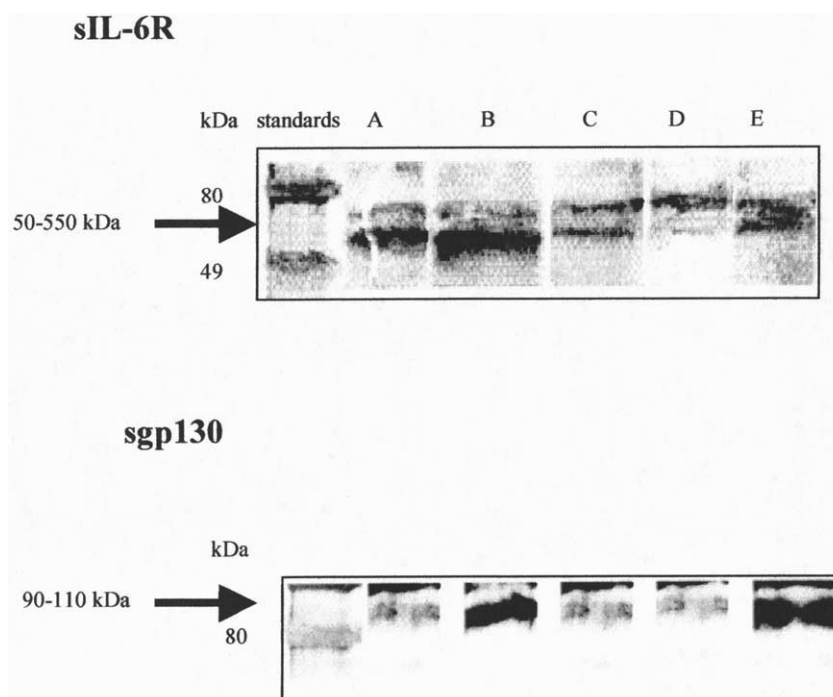 sIL-6R
kDa standards A B C D E
80
50-550 kDa
49
sgp130
kDa
90-110 kDa
80